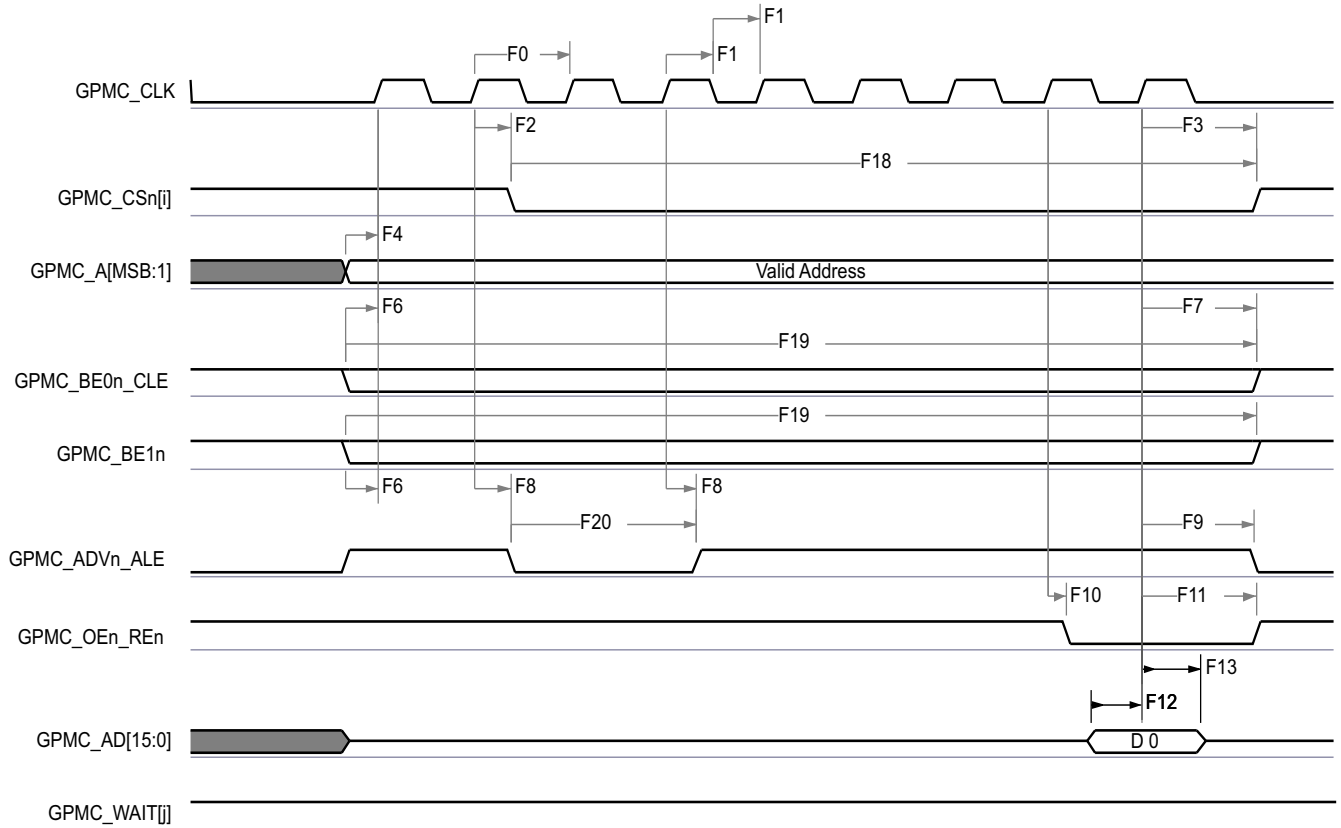 F1
F0
F1
GPMC_CLK
F2
F3
F18
GPMC_CSn[i]
F4
GPMC_A[MSB:1]
Valid Address
F6
F7
F19
GPMC_BE0n_CLE
F19
GPMC_BE1n
F6
F8
F8
F20
F9
GPMC_ADVn_ALE
F10
F11
GPMC_OEn_REn
F13
F12
GPMC_AD[15:0]
D 0
GPMC_WAIT[j]